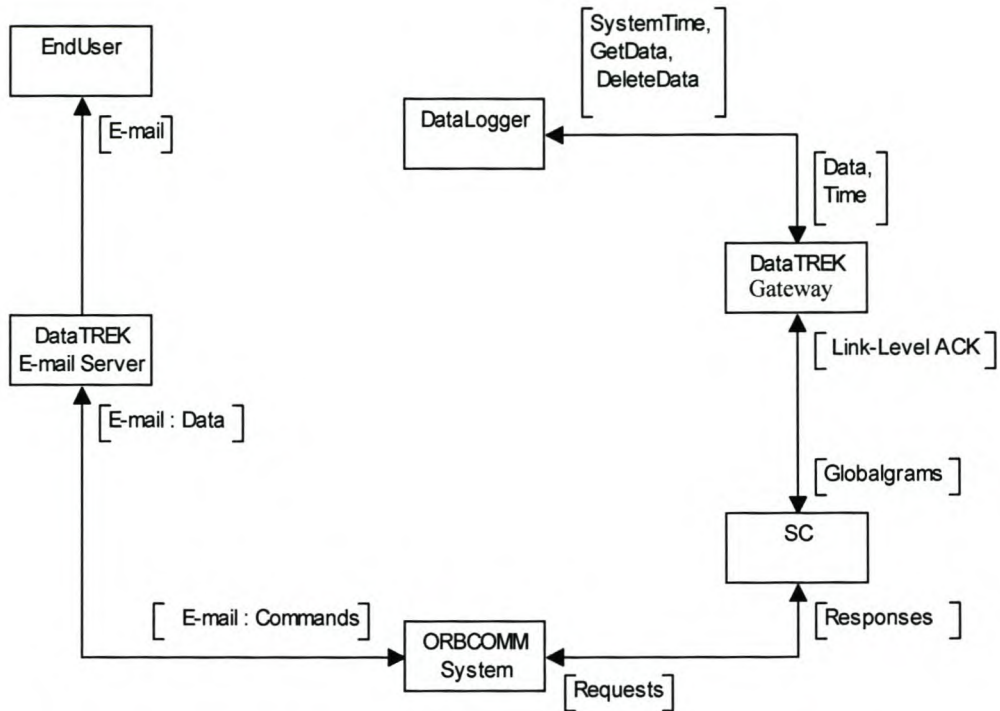 EndUser
[E-mail]
DataTREK
E-mail Server
[E-mail : Data ]
[ E-mail : Commands]
ORBCOMM
System
[Requests]
[Responses ]
SC
[Globalgrams ]
[ Link-Level ACK]
DataTREK
Gateway
[Data,
Time ]
DataLogger
[SystemTime,
GetData,
DeleteData ]